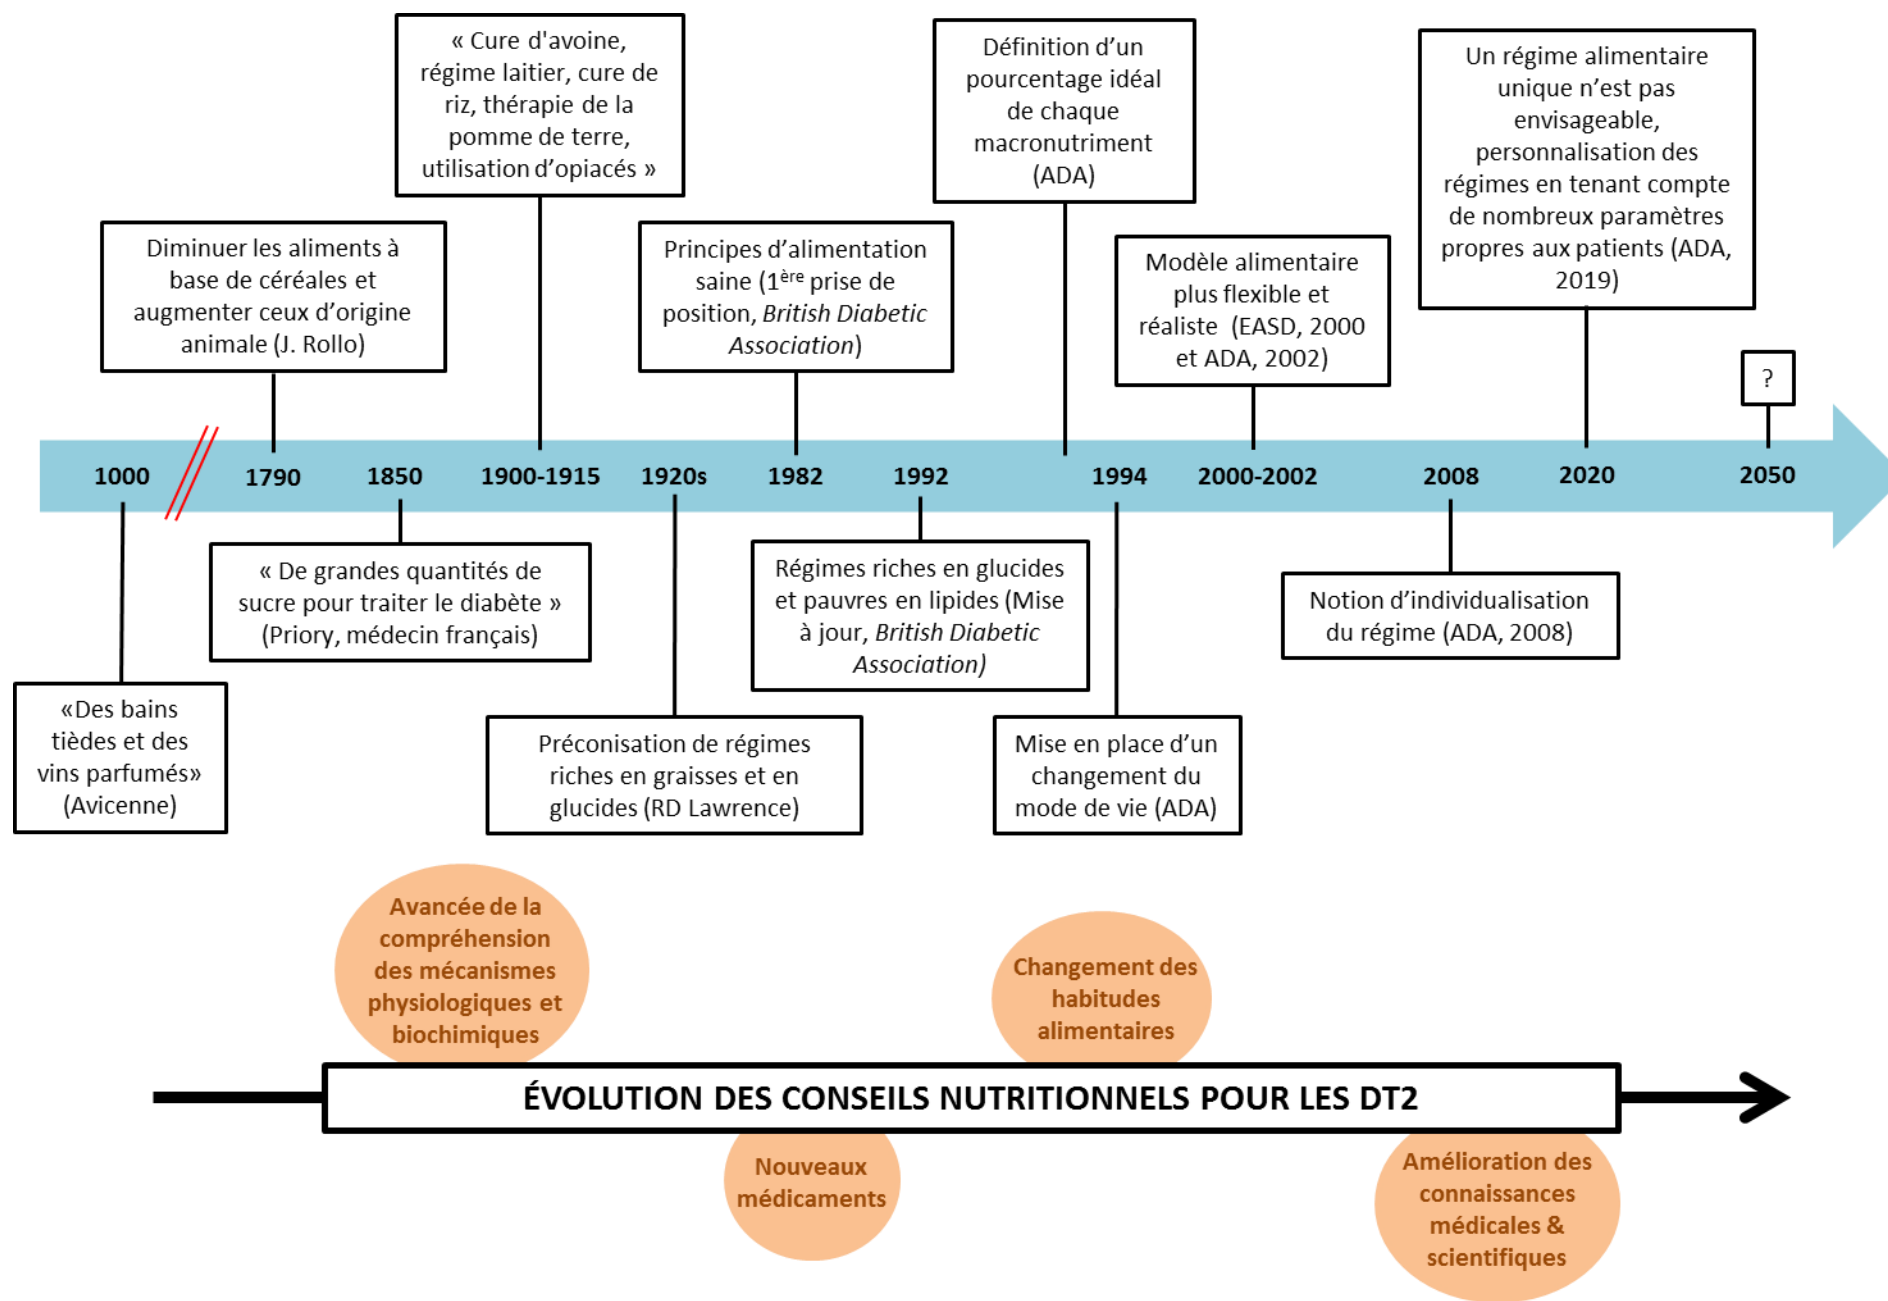 « Cure d'avoine,
régime laitier, cure de
riz, thérapie de la
pomme de terre,
utilisation d’opiacés »
Définition d’un
pourcentage idéal
de chaque
macronutriment
(ADA)
Un régime alimentaire
unique n’est pas
envisageable,
personnalisation des
régimes en tenant compte
de nombreux paramètres
propres aux patients (ADA,
2019)
Diminuer les aliments à
base de céréales et
augmenter ceux d’origine
animale (J. Rollo)
Principes d’alimentation
saine (1ère prise de
position, British Diabetic
Association)
Modèle alimentaire
plus flexible et
réaliste (EASD, 2000
et ADA, 2002)
?
1000
1790
1850
1900-1915
1920s
1982
1992
1994
2000-2002
2008
2020
2050
« De grandes quantités de
sucre pour traiter le diabète »
(Priory, médecin français)
Régimes riches en glucides
et pauvres en lipides (Mise
à jour, British Diabetic
Association)
Notion d’individualisation
du régime (ADA, 2008)
«Des bains
tièdes et des
vins parfumés»
(Avicenne)
Préconisation de régimes
riches en graisses et en
glucides (RD Lawrence)
Mise en place d’un
changement du
mode de vie (ADA)
Avancée de la
compréhension
des mécanismes
physiologiques et
biochimiques
Changement des
habitudes
alimentaires
ÉVOLUTION DES CONSEILS NUTRITIONNELS POUR LES DT2
Nouveaux
médicaments
Amélioration des
connaissances
médicales &
scientifiques